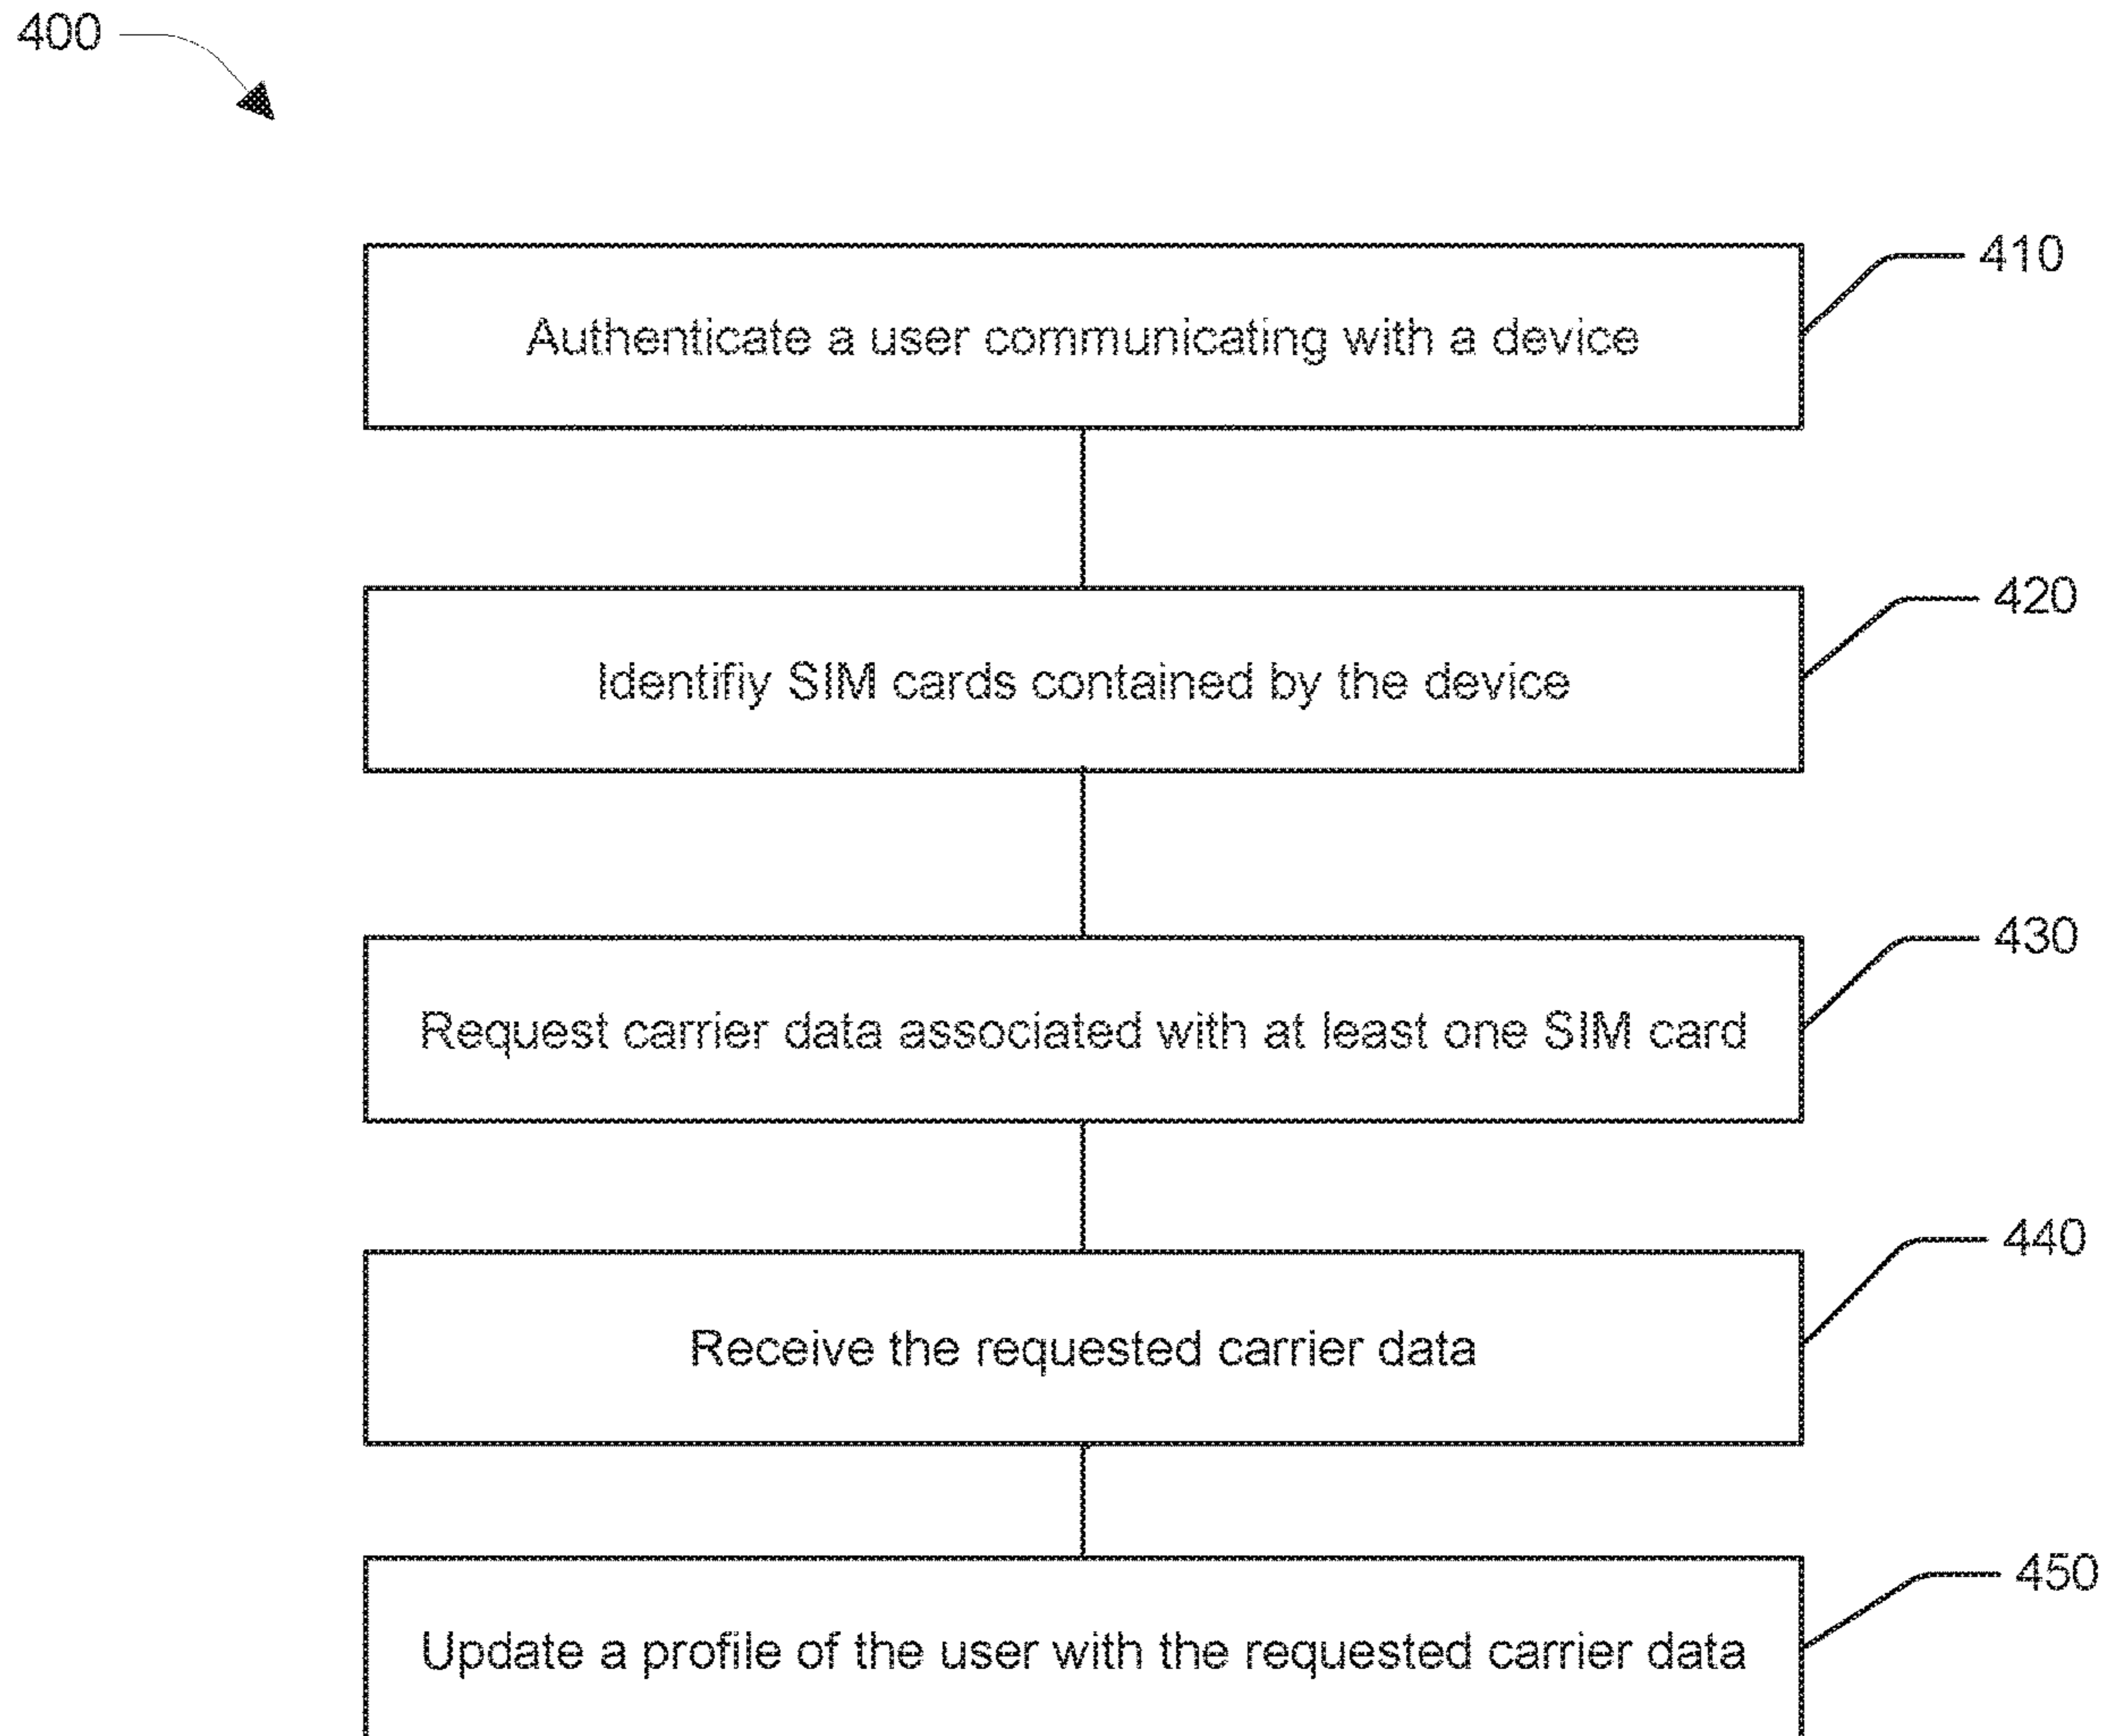 400
410
Authenticate a user communicating with a device
420
Identifiy SIM cards contained by the device
430
Request carrier data associated with at least one SIM card
440
Receive the requested carrier data
450
Update a profile of the user with the requested carrier data